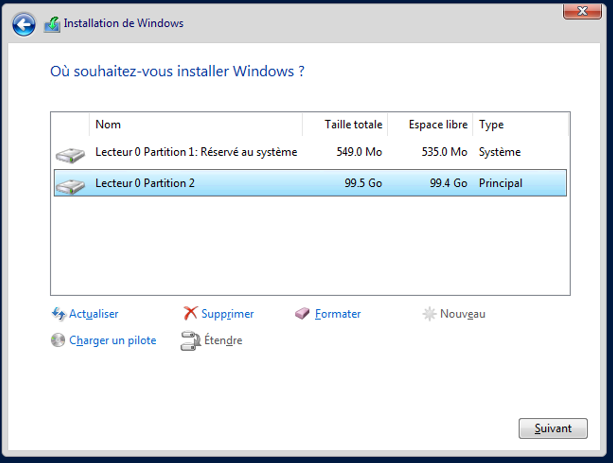 Installation de Windows
Où souhaitez-vous installer Windows ?
Nom Taille totale Espace libre Type
Lecteur 0 Partition 1: Réservé au système 549.0 Mo 535.0 Mo Système
Lecteur 0 Partition 2 99.5 Go 99.4 Go Principal
Actualiser Supprimer Formater Nouveau
Charger un pilote Étendre
Suivant